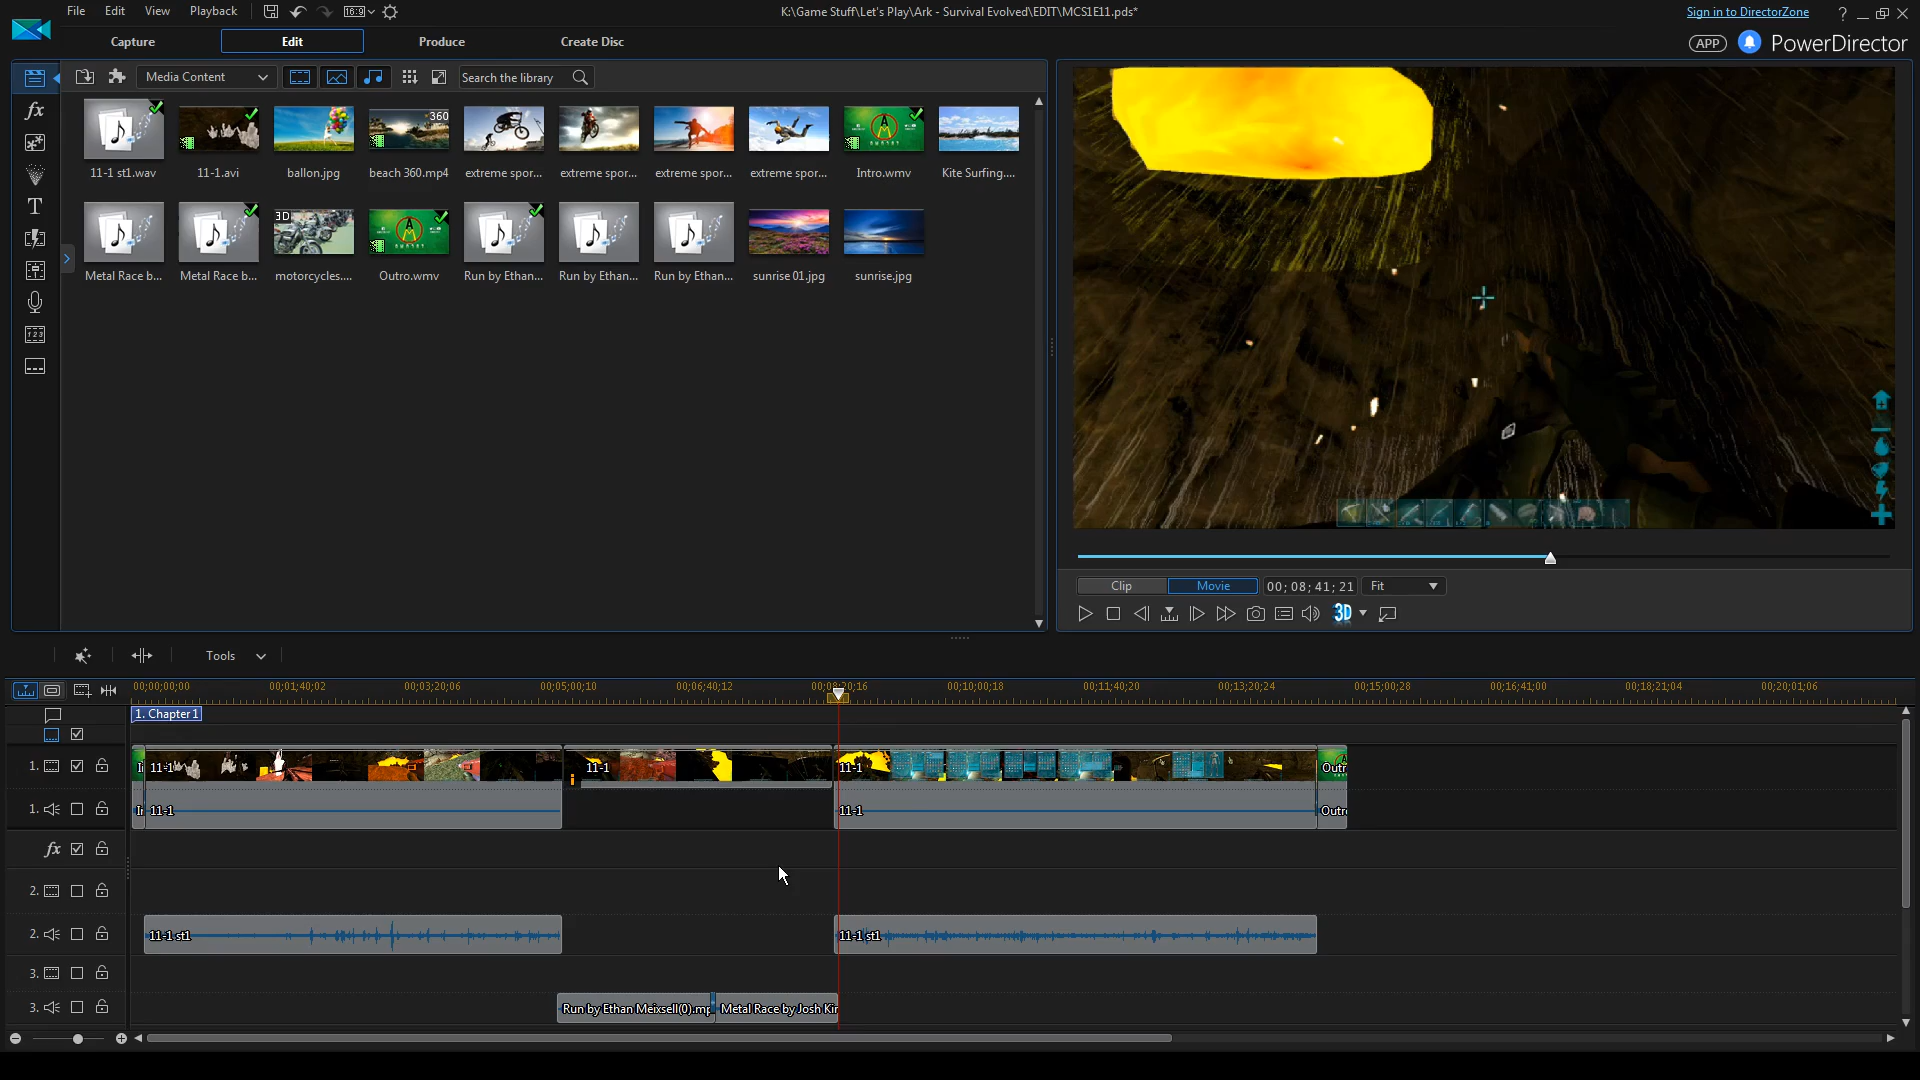 File Edit View Playback 16:9 K:\Game Stuff\Let's Play\Ark - Survival Evolved\EDIT\MCS1E11.pds* Sign in to DirectorZone ?
Capture Edit Produce Create Disc APP PowerDirector
Media Content Search the library
360
11-1 st1.wav 11-1.avi ballon.jpg beach 360.mp4 extreme spor... extreme spor... extreme spor... extreme spor... Intro.wmv Kite Surfing....
3D
Metal Race b... Metal Race b... motorcycles.... Outro.wmv Run by Ethan... Run by Ethan... Run by Ethan... sunrise 01.jpg sunrise.jpg
fx
T
123
Clip Movie 00; 08; 41; 21 Fit
3D
Tools
00;00;00;00 00;01;40;02 00;03;20;06 00;05;00;10 00;06;40;12 00;08;20;16 00;10;00;18 00;11;40;20 00;13;20;24 00;15;00;28 00;16;41;00 00;18;21;04 00;20;01;06
1. Chapter 1
1. 11-1 11-1 11-1 Outr
1. 11-1 11-1 Outr
fx
2.
2. 11-1 st1 11-1 st1
3.
3. Run by Ethan Meixsell(0).mp Metal Race by Josh Kir